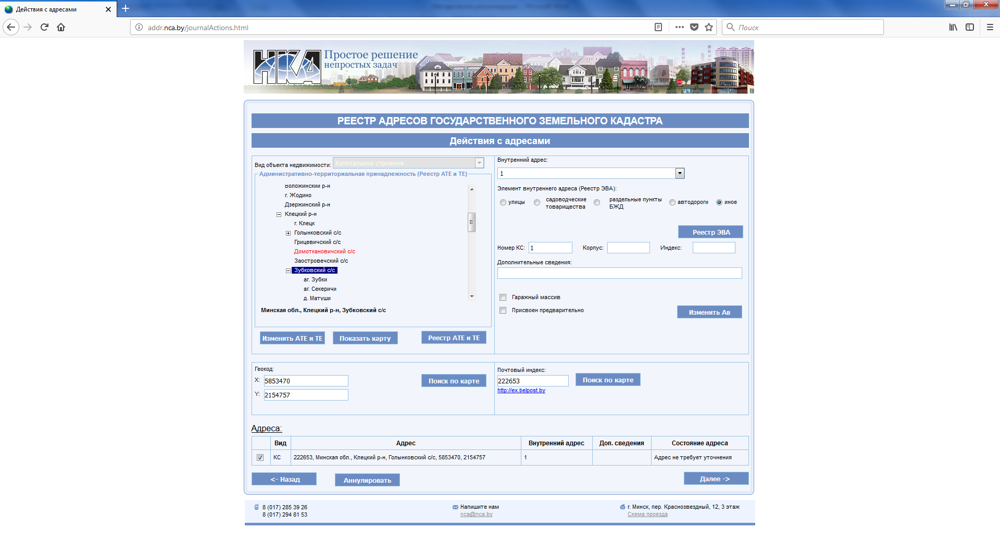 Действия с адресами
addr.nca.by/journalActions.html
Поиск
НКА
Простое решение
непростых задач
РЕЕСТР АДРЕСОВ ГОСУДАРСТВЕННОГО ЗЕМЕЛЬНОГО КАДАСТРА
Действия с адресами
Вид объекта недвижимости: Капитальное строение
Административно-территориальная принадлежность (Реестр АТЕ и ТЕ)
Воложинский р-н
г. Жодино
Дзержинский р-н
Клецкий р-н
г. Клецк
Голынковский с/с
Грицевичский с/с
Домоткановичский с/с
Заостровечский с/с
Зубковский с/с
аг. Зубки
аг. Секеричи
д. Матуши
Минская обл., Клецкий р-н, Зубковский с/с
Изменить АТЕ и ТЕ Показать карту Реестр АТЕ и ТЕ
Внутренний адрес:
1
Элемент внутреннего адреса (Реестр ЭВА):
улицы садоводческие товарищества раздельные пункты БЖД автодороги иное
Реестр ЭВА
Номер КС: 1 Корпус: Индекс:
Дополнительные сведения:
Гаражный массив
Присвоен предварительно
Изменить Ав
Геокод:
X: 5853470
Y: 2154757
Поиск по карте
Почтовый индекс:
222653 Поиск по карте
http://ex.belpost.by
Адреса:
Вид Адрес Внутренний адрес Доп. сведения Состояние адреса
КС 222653, Минская обл., Клецкий р-н, Голынковский с/с, 5853470, 2154757 1 Адрес не требует уточнения
<- Назад Аннулировать Далее ->
8 (017) 285 39 26
8 (017) 294 81 53
Напишите нам
nca@nca.by
г. Минск, пер. Краснозвездный, 12, 3 этаж
Схема проезда